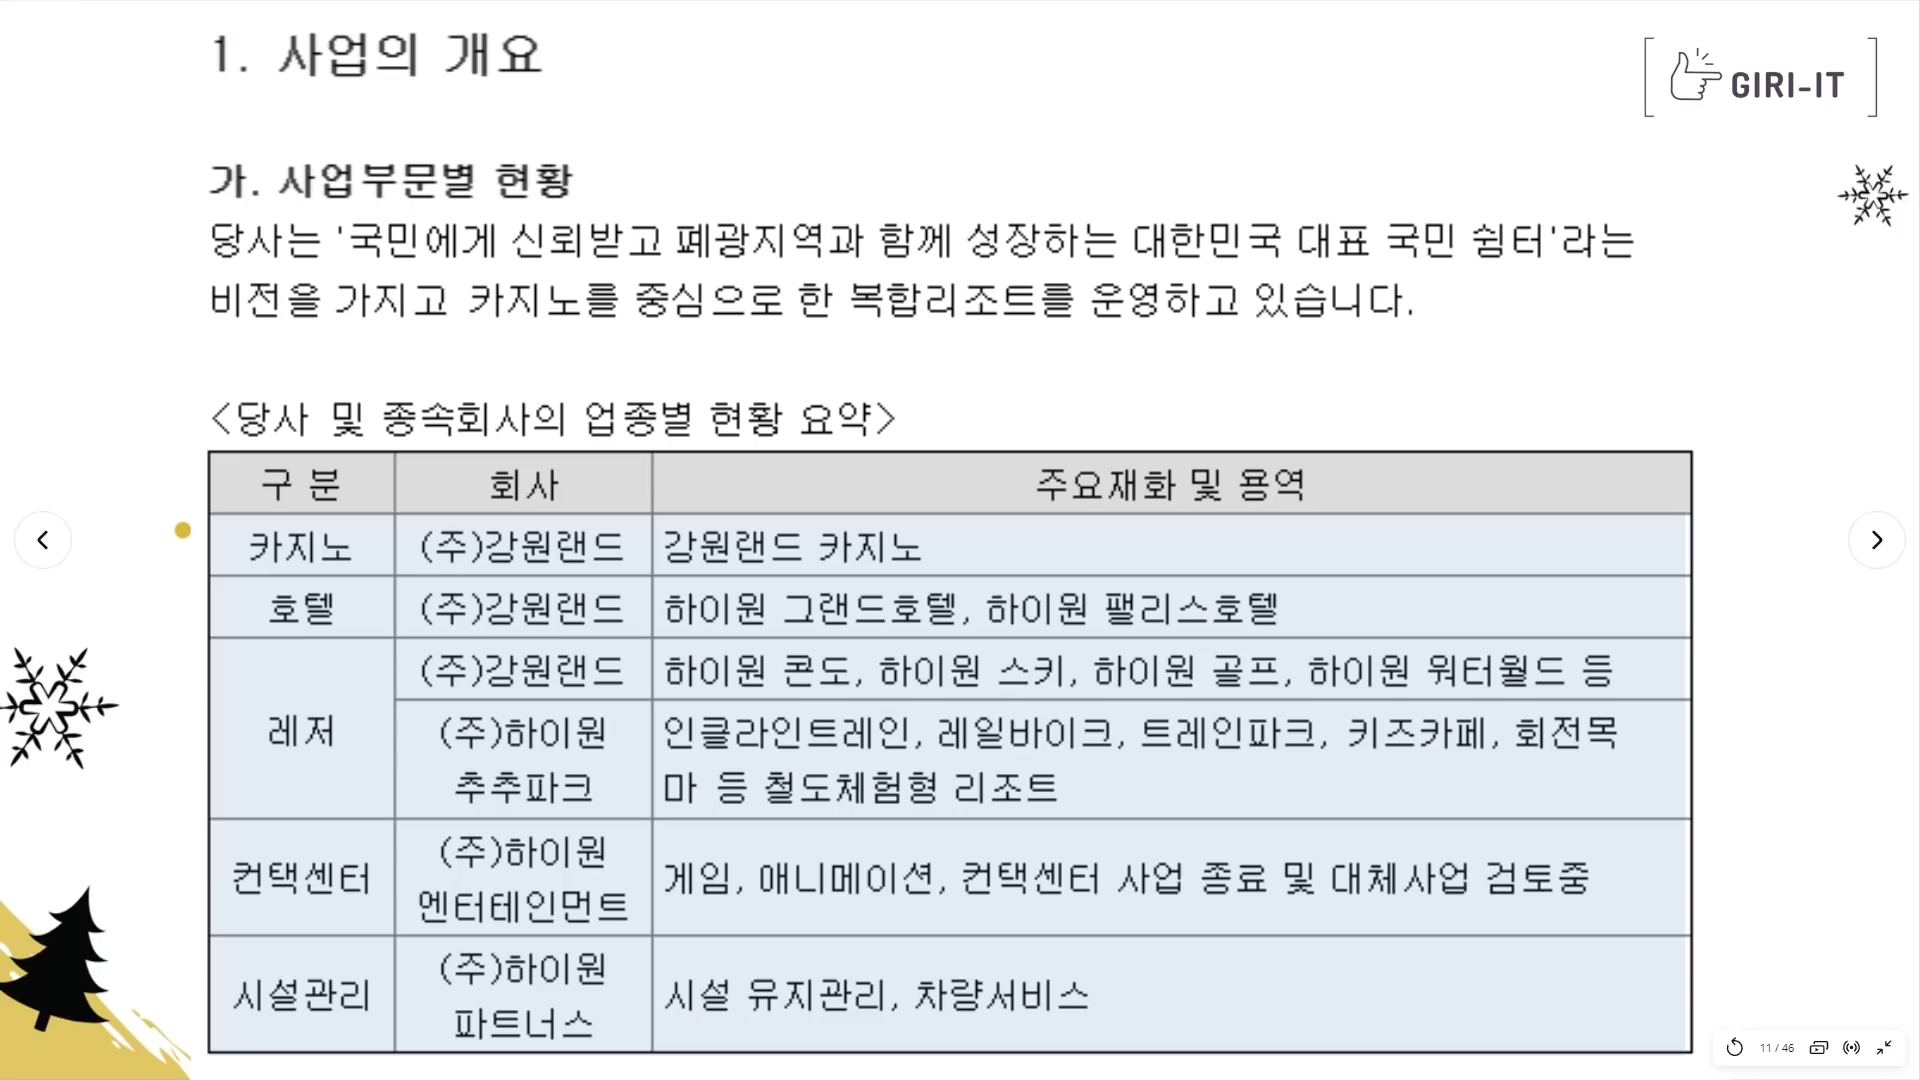 1. 사업의 개요
GIRI-IT
가. 사업부문별 현황
당사는 '국민에게 신뢰받고 폐광지역과 함께 성장하는 대한민국 대표 국민 쉼터'라는
비전을 가지고 카지노를 중심으로 한 복합리조트를 운영하고 있습니다.
<당사 및 종속회사의 업종별 현황 요약>
구 분 회사 주요재화 및 용역
카지노 (주)강원랜드 강원랜드 카지노
호텔 (주)강원랜드 하이원 그랜드호텔, 하이원 팰리스호텔
레저 (주)강원랜드 하이원 콘도, 하이원 스키, 하이원 골프, 하이원 워터월드 등
(주)하이원 인클라인트레인, 레일바이크, 트레인파크, 키즈카페, 회전목
추추파크 마 등 철도체험형 리조트
컨택센터 (주)하이원 게임, 애니메이션, 컨택센터 사업 종료 및 대체사업 검토중
엔터테인먼트
시설관리 (주)하이원 시설 유지관리, 차량서비스
파트너스
11 / 46